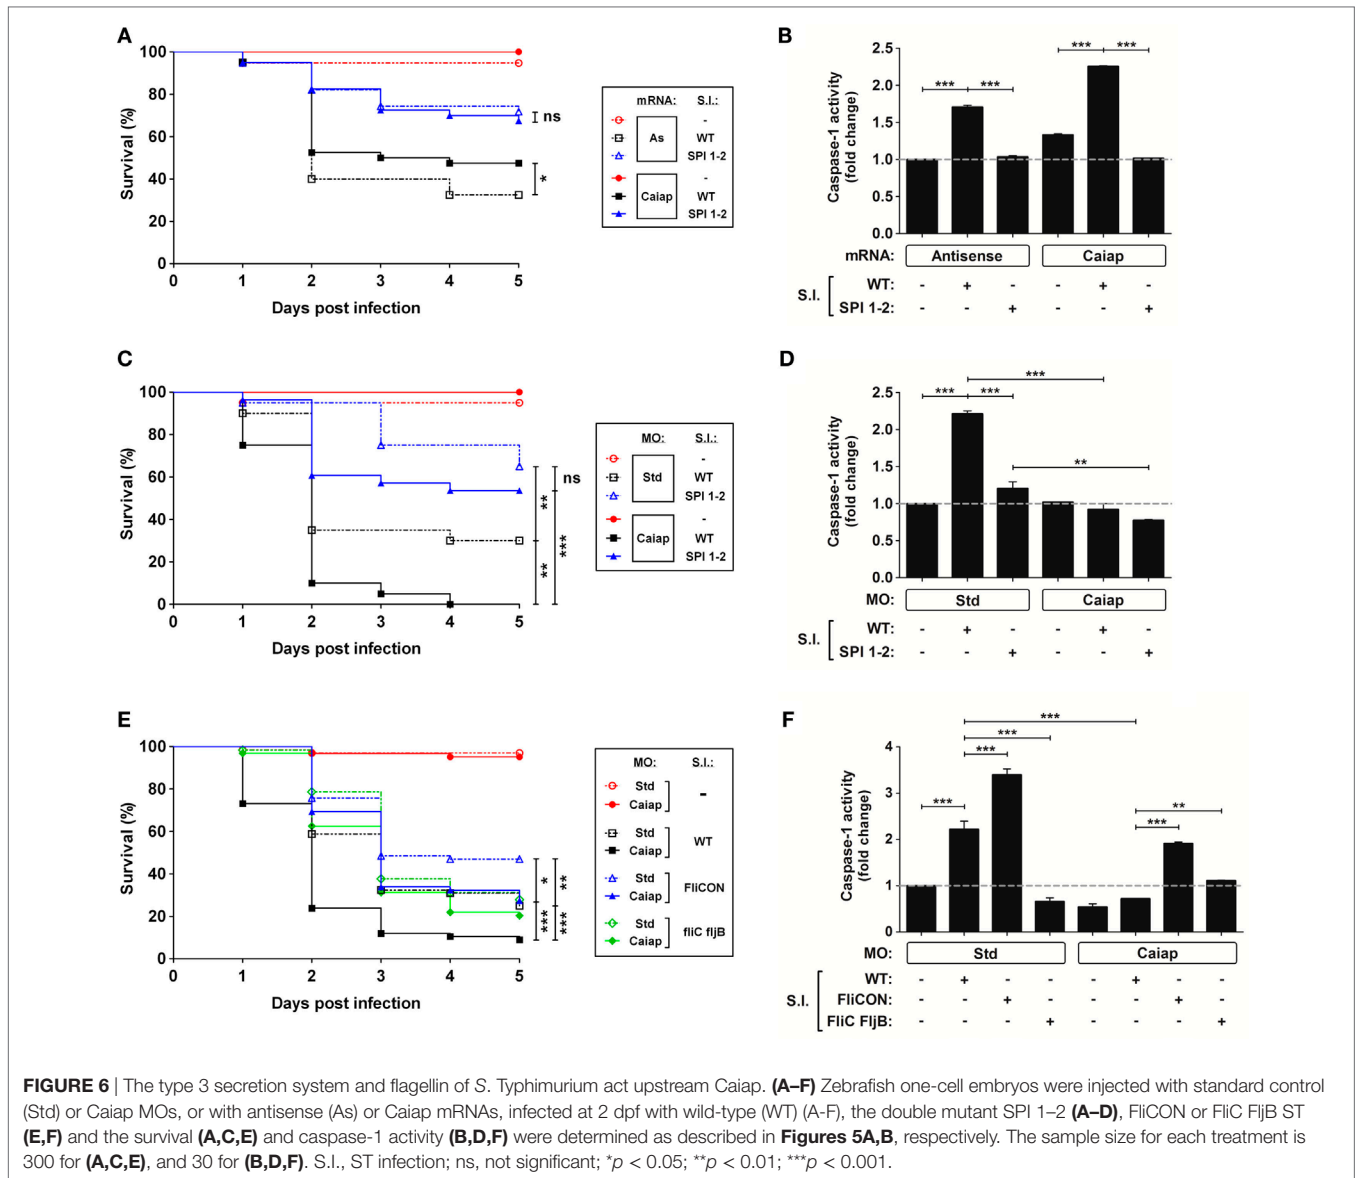 A
100
80
60
40
20
0
Survival (%)
0 1 2 3 4 5
Days post infection
ns
*
mRNA: S.I.:
-
As WT
SPI 1-2
-
Caiap WT
SPI 1-2
B
2.5
2.0
1.5
1.0
0.5
0.0
Caspase-1 activity
(fold change)
*** *** *** ***
mRNA: Antisense Caiap
S.I.
WT: - + - - + -
SPI 1-2: - - + - - +
C
100
80
60
40
20
0
Survival (%)
0 1 2 3 4 5
Days post infection
ns
**
***
**
MO: S.I.:
-
Std WT
SPI 1-2
-
Caiap WT
SPI 1-2
D
2.5
2.0
1.5
1.0
0.5
0.0
Caspase-1 activity
(fold change)
***
*** ***
**
MO: Std Caiap
S.I.
WT: - + - - + -
SPI 1-2: - - + - - +
E
100
80
60
40
20
0
Survival (%)
0 1 2 3 4 5
Days post infection
* **
*** ***
MO: S.I.:
Std
Caiap
-
Std
Caiap
WT
Std
Caiap
FliCON
Std
Caiap
fliC fljB
F
4
3
2
1
0
Caspase-1 activity
(fold change)
***
***
***
***
**
***
MO: Std Caiap
S.I.
WT: - + - - - + - -
FliCON: - - + - - - + -
FliC FljB: - - - + - - - +
FIGURE 6 | The type 3 secretion system and flagellin of S. Typhimurium act upstream Caiap. (A–F) Zebrafish one-cell embryos were injected with standard control
(Std) or Caiap MOs, or with antisense (As) or Caiap mRNAs, infected at 2 dpf with wild-type (WT) (A-F), the double mutant SPI 1–2 (A–D), FliCON or FliC FljB ST
(E,F) and the survival (A,C,E) and caspase-1 activity (B,D,F) were determined as described in Figures 5A,B, respectively. The sample size for each treatment is
300 for (A,C,E), and 30 for (B,D,F). S.I., ST infection; ns, not significant; *p < 0.05; **p < 0.01; ***p < 0.001.